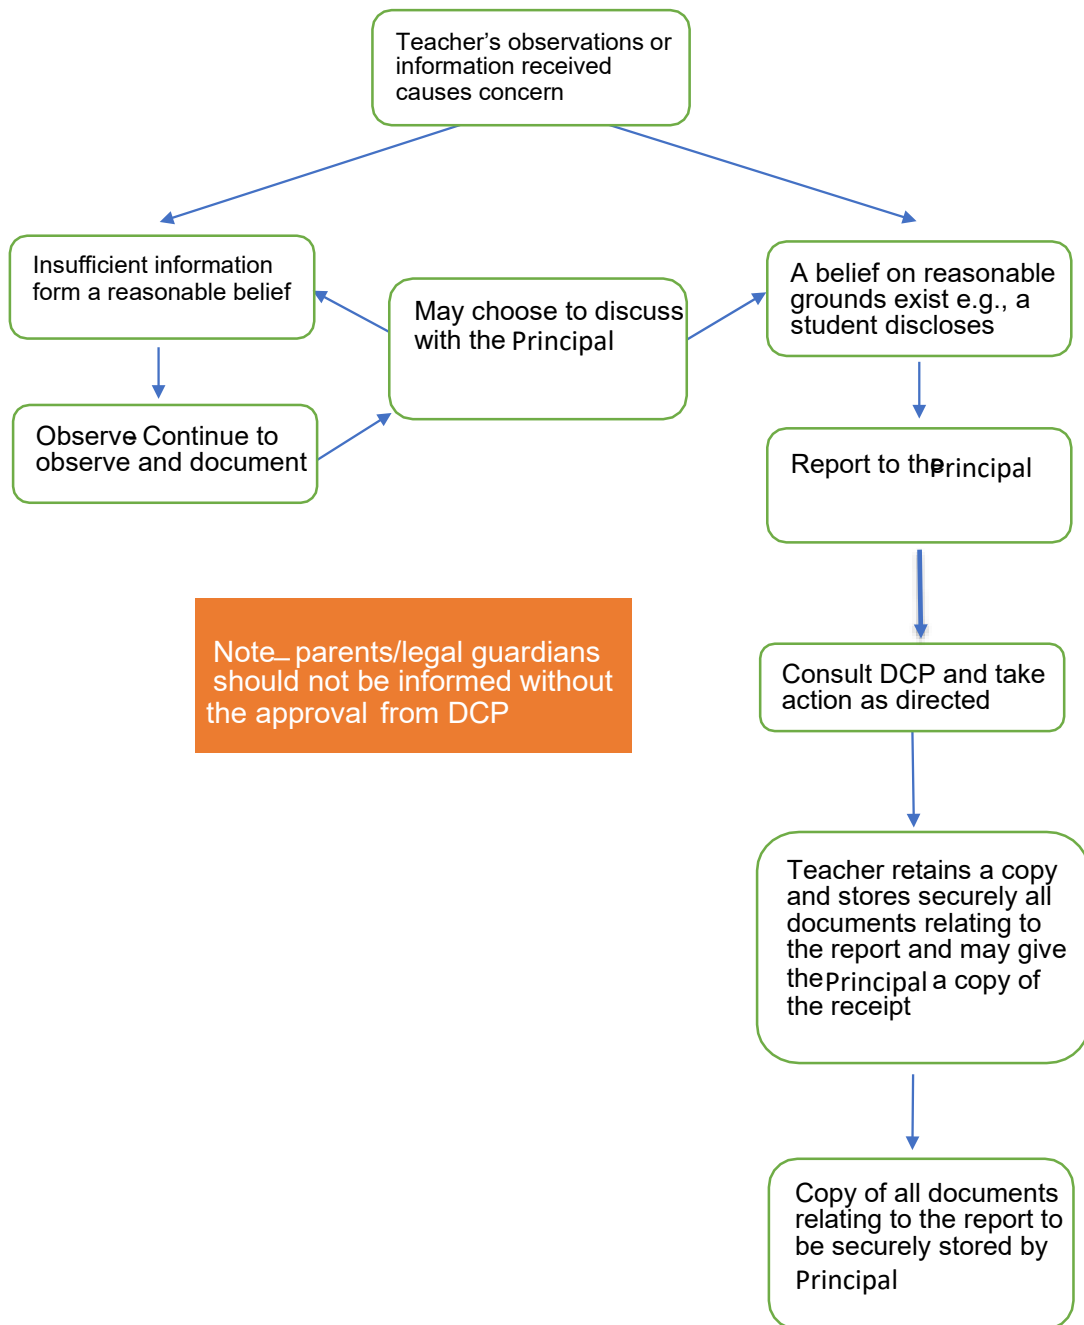 Teacher’s observations or
information received
causes concern
Insufficient information
form a reasonable belief
May choose to discuss
with the Principal
A belief on reasonable
grounds exist e.g., a
student discloses
Observe- Continue to
observe and document
Report to the Principal
Note – parents/legal guardians
should not be informed without
the approval from DCP
Consult DCP and take
action as directed
Teacher retains a copy
and stores securely all
documents relating to
the report and may give
the Principal a copy of
the receipt
Copy of all documents
relating to the report to
be securely stored by
Principal